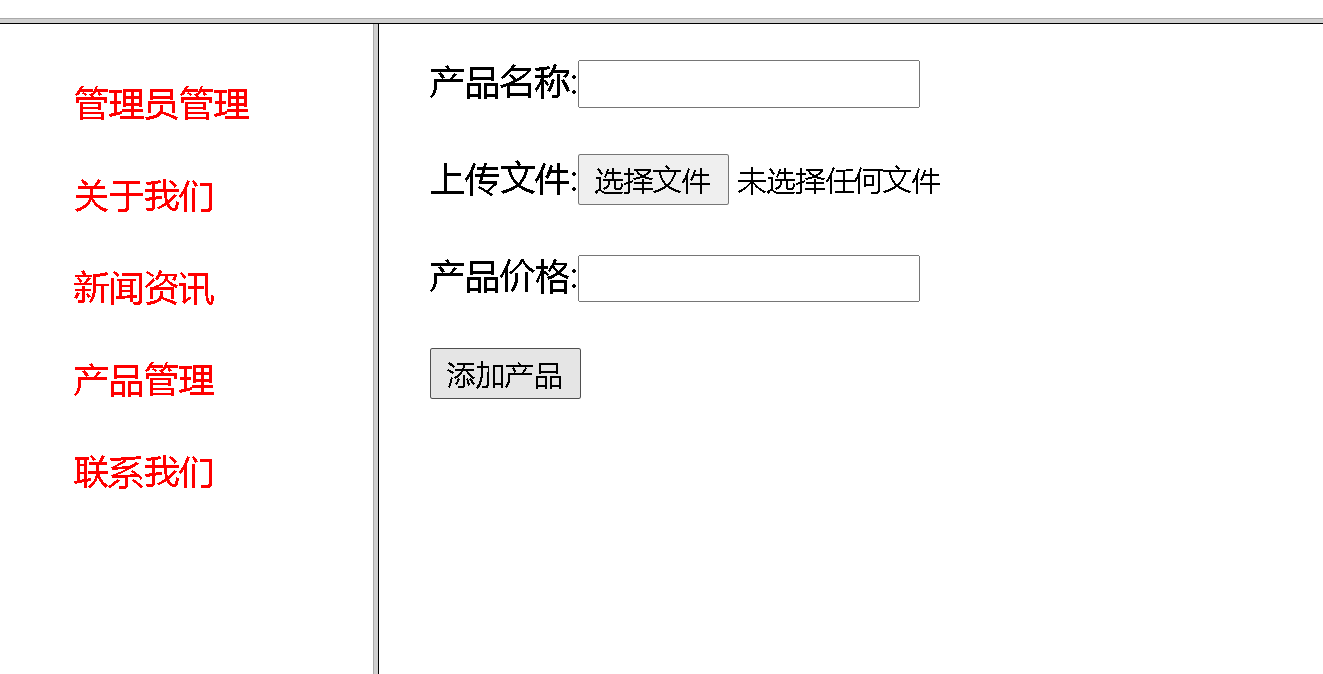 管理员管理
关于我们
新闻资讯
产品管理
联系我们
产品名称:
上传文件: 选择文件 未选择任何文件
产品价格:
添加产品